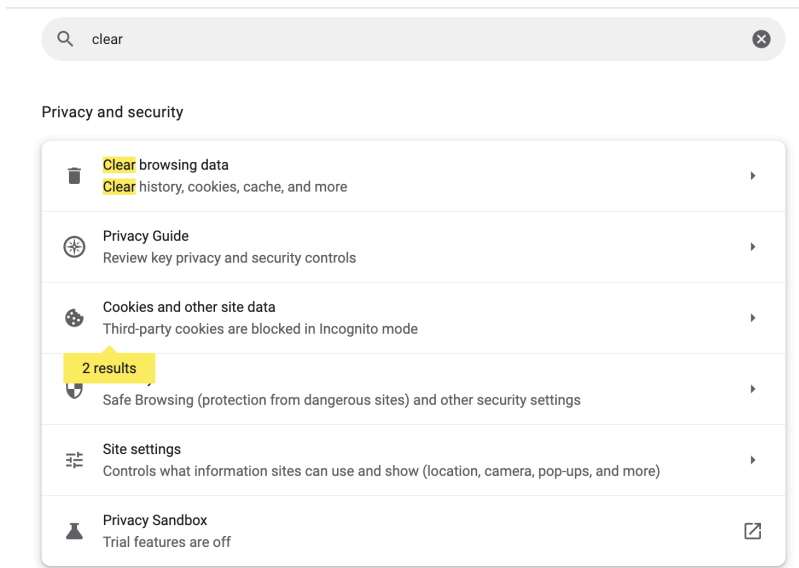 clear
Privacy and security
Clear browsing data
Clear history, cookies, cache, and more
Privacy Guide
Review key privacy and security controls
Cookies and other site data
Third-party cookies are blocked in Incognito mode
2 results
Safe Browsing (protection from dangerous sites) and other security settings
Site settings
Controls what information sites can use and show (location, camera, pop-ups, and more)
Privacy Sandbox
Trial features are off